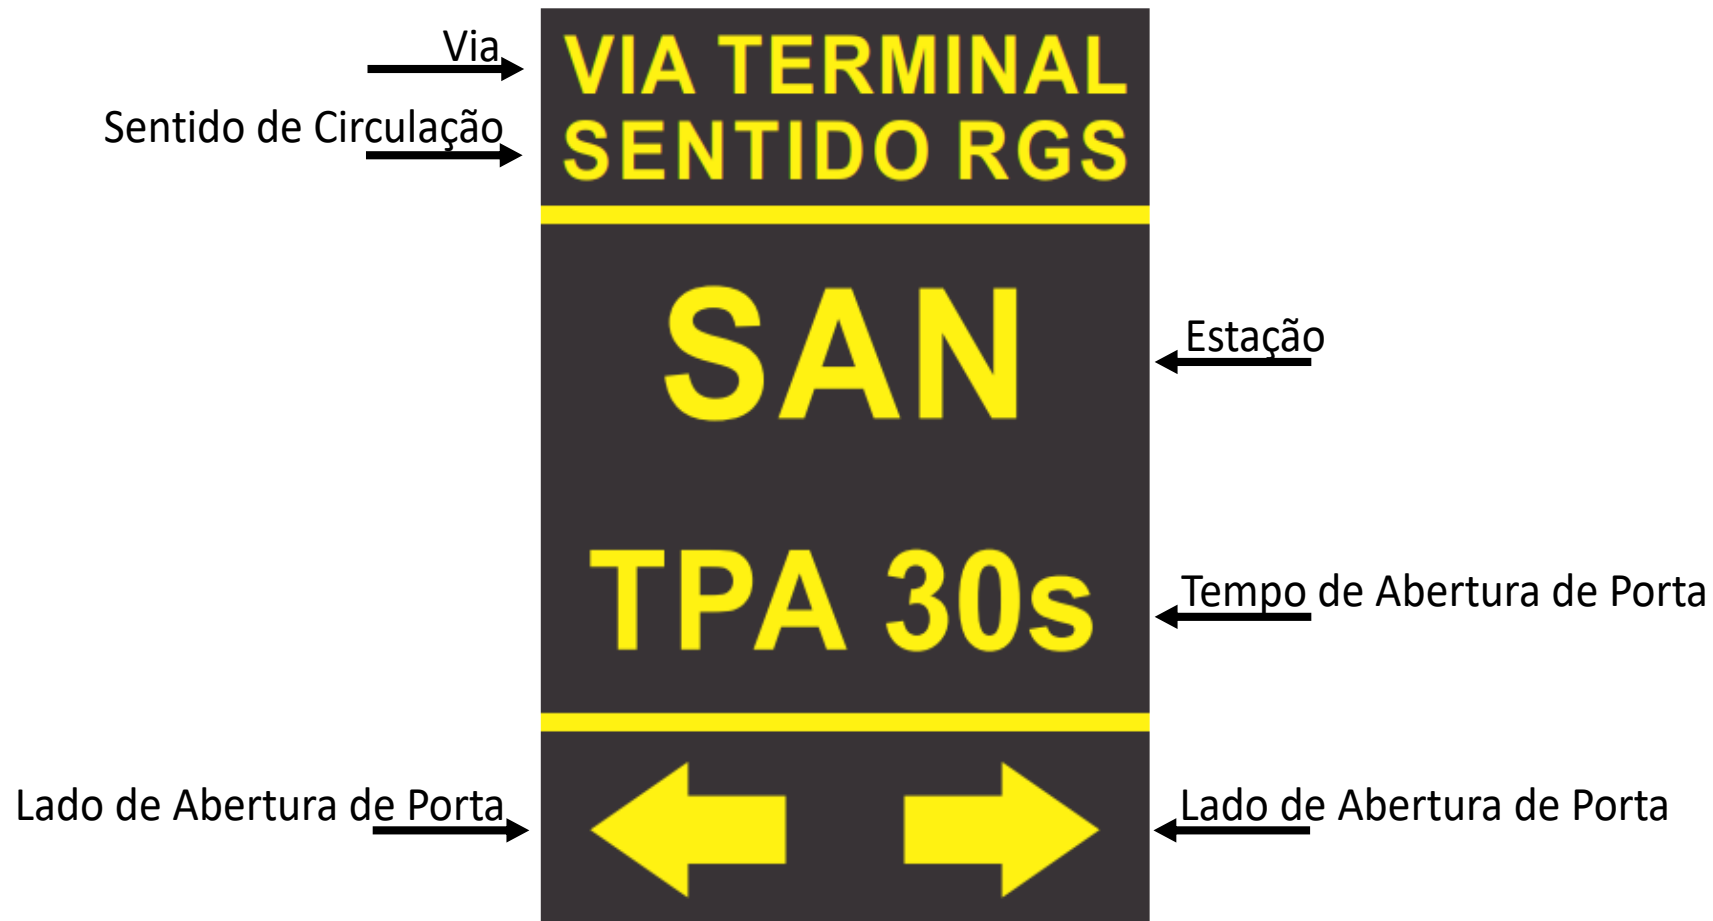 Via
VIA TERMINAL
Sentido de Circulação
SENTIDO RGS
SAN
Estação
TPA 30s
Tempo de Abertura de Porta
Lado de Abertura de Porta
Lado de Abertura de Porta